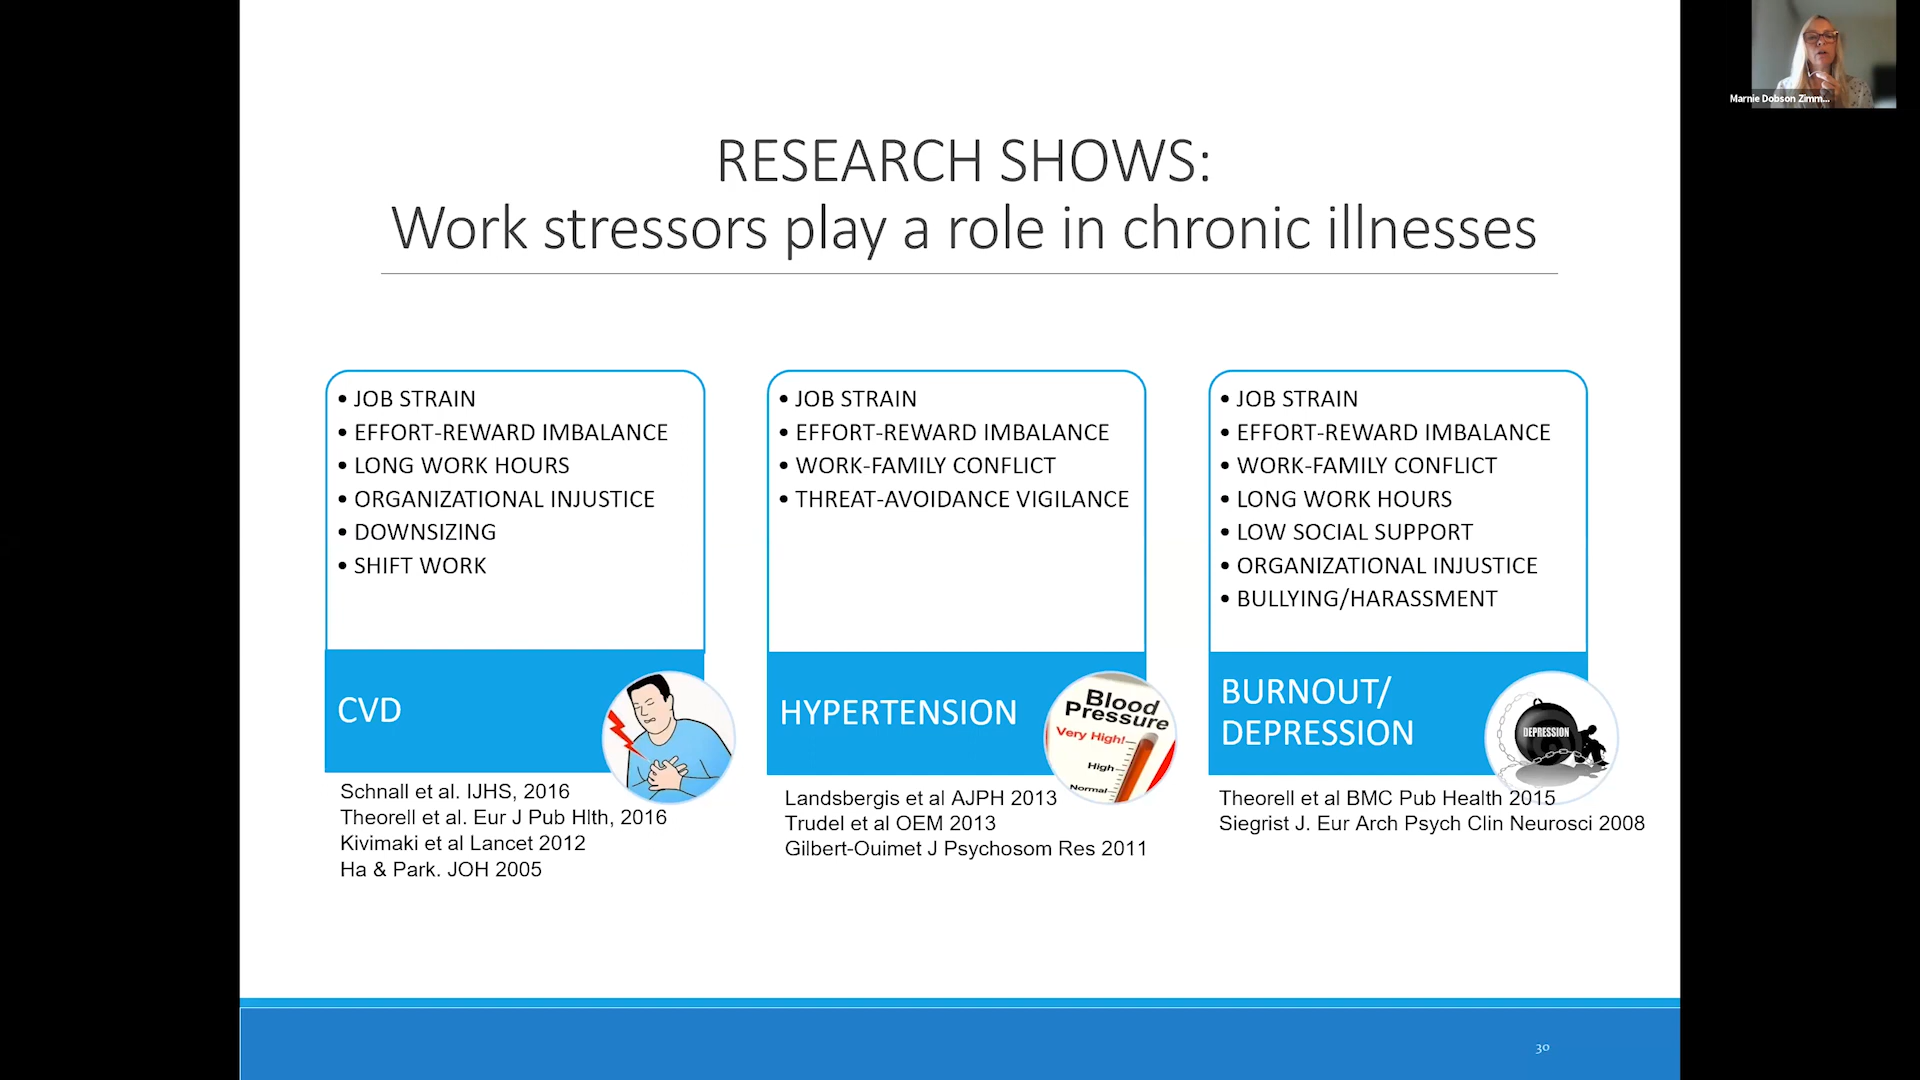 Marnie Dobson Zimm...
RESEARCH SHOWS:
Work stressors play a role in chronic illnesses
• JOB STRAIN
• EFFORT-REWARD IMBALANCE
• LONG WORK HOURS
• ORGANIZATIONAL INJUSTICE
• DOWNSIZING
• SHIFT WORK
CVD
Schnall et al. IJHS, 2016
Theorell et al. Eur J Pub Hlth, 2016
Kivimaki et al Lancet 2012
Ha & Park. JOH 2005
• JOB STRAIN
• EFFORT-REWARD IMBALANCE
• WORK-FAMILY CONFLICT
• THREAT-AVOIDANCE VIGILANCE
HYPERTENSION
Blood
Pressure
Very High!
High
Normal
Landsbergis et al AJPH 2013
Trudel et al OEM 2013
Gilbert-Ouimet J Psychosom Res 2011
• JOB STRAIN
• EFFORT-REWARD IMBALANCE
• WORK-FAMILY CONFLICT
• LONG WORK HOURS
• LOW SOCIAL SUPPORT
• ORGANIZATIONAL INJUSTICE
• BULLYING/HARASSMENT
BURNOUT/
DEPRESSION
DEPRESSION
Theorell et al BMC Pub Health 2015
Siegrist J. Eur Arch Psych Clin Neurosci 2008
30